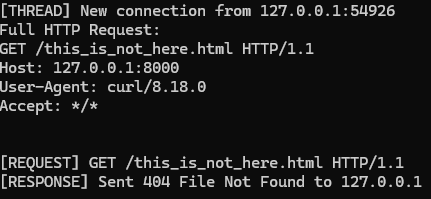 [THREAD] New connection from 127.0.0.1:54926
Full HTTP Request:
GET /this_is_not_here.html HTTP/1.1
Host: 127.0.0.1:8000
User-Agent: curl/8.18.0
Accept: */*
[REQUEST] GET /this_is_not_here.html HTTP/1.1
[RESPONSE] Sent 404 File Not Found to 127.0.0.1